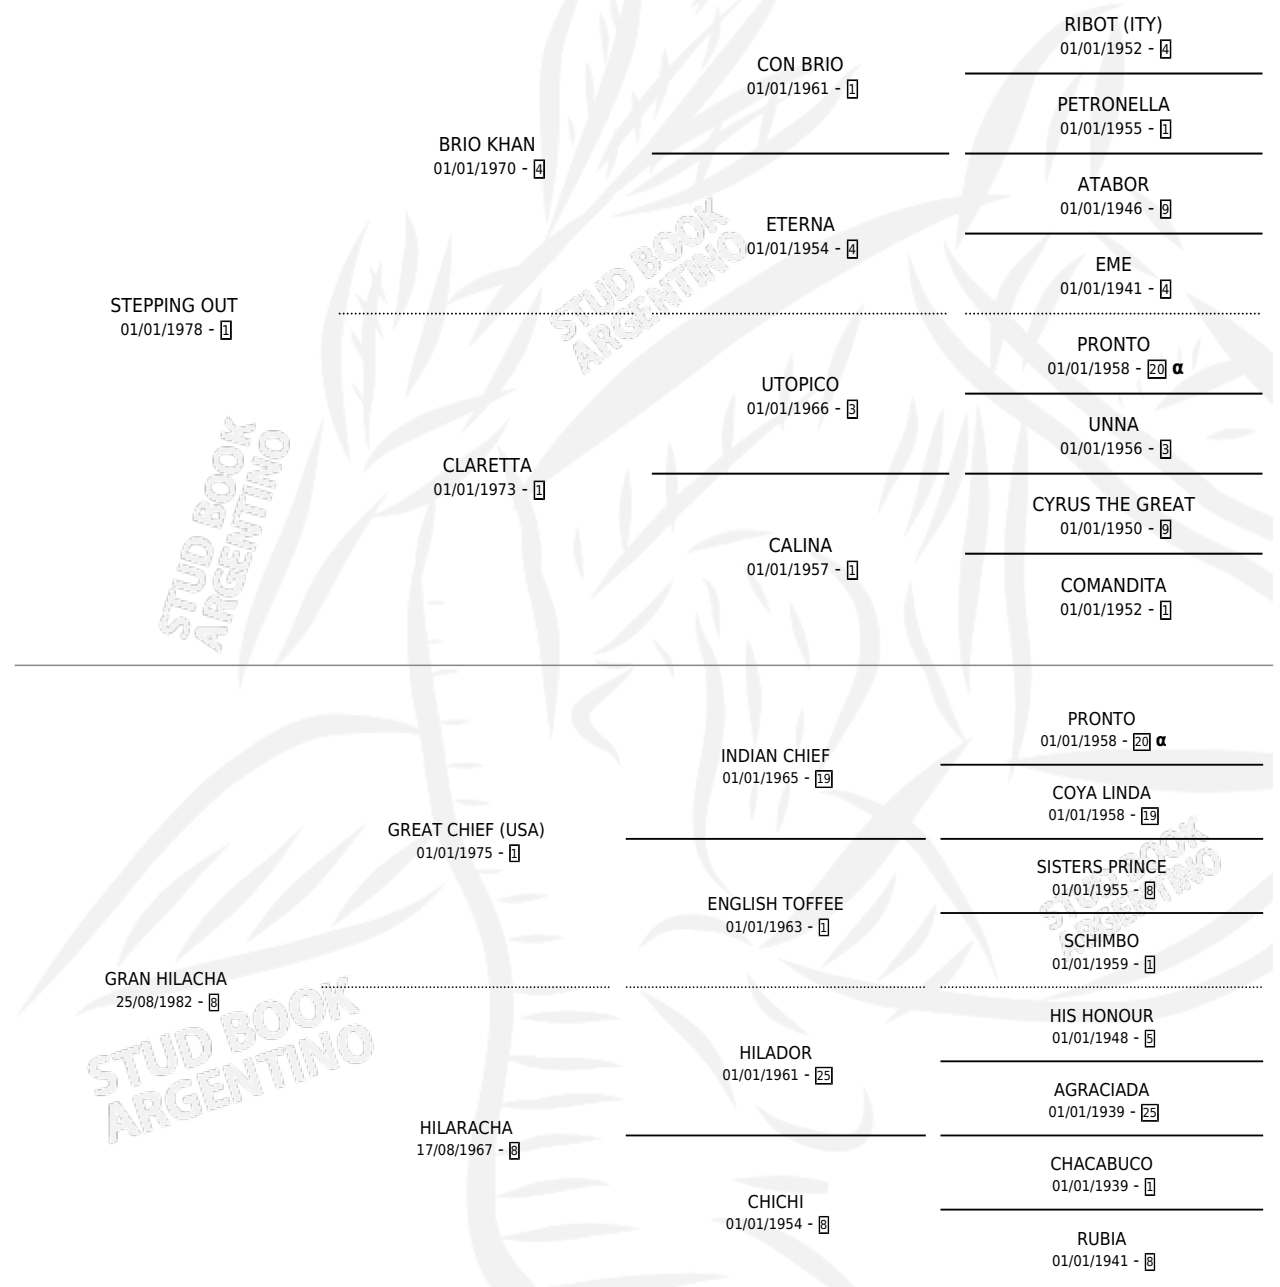 RIBOT (ITY)
01/01/1952 - 4
CON BRIO
01/01/1961 - 1
PETRONELLA
01/01/1955 - 1
BRIO KHAN
01/01/1970 - 4
ATABOR
01/01/1946 - 9
ETERNA
01/01/1954 - 4
EME
01/01/1941 - 4
STEPPING OUT
01/01/1978 - 1
PRONTO
01/01/1958 - 20 α
UTOPICO
01/01/1966 - 3
UNNA
01/01/1956 - 3
CLARETTA
01/01/1973 - 1
CYRUS THE GREAT
01/01/1950 - 9
CALINA
01/01/1957 - 1
COMANDITA
01/01/1952 - 1
STUD BOOK
ARGENTINO
STUD BOOK
ARGENTINO
PRONTO
01/01/1958 - 20 α
INDIAN CHIEF
01/01/1965 - 19
COYA LINDA
01/01/1958 - 19
GREAT CHIEF (USA)
01/01/1975 - 1
SISTERS PRINCE
01/01/1955 - 8
ENGLISH TOFFEE
01/01/1963 - 1
SCHIMBO
01/01/1959 - 1
GRAN HILACHA
25/08/1982 - 8
HIS HONOUR
01/01/1948 - 5
HILADOR
01/01/1961 - 25
AGRACIADA
01/01/1939 - 25
HILARACHA
17/08/1967 - 8
CHACABUCO
01/01/1939 - 1
CHICHI
01/01/1954 - 8
RUBIA
01/01/1941 - 8
STUD BOOK
ARGENTINO
STUD BOOK
ARGENTINO